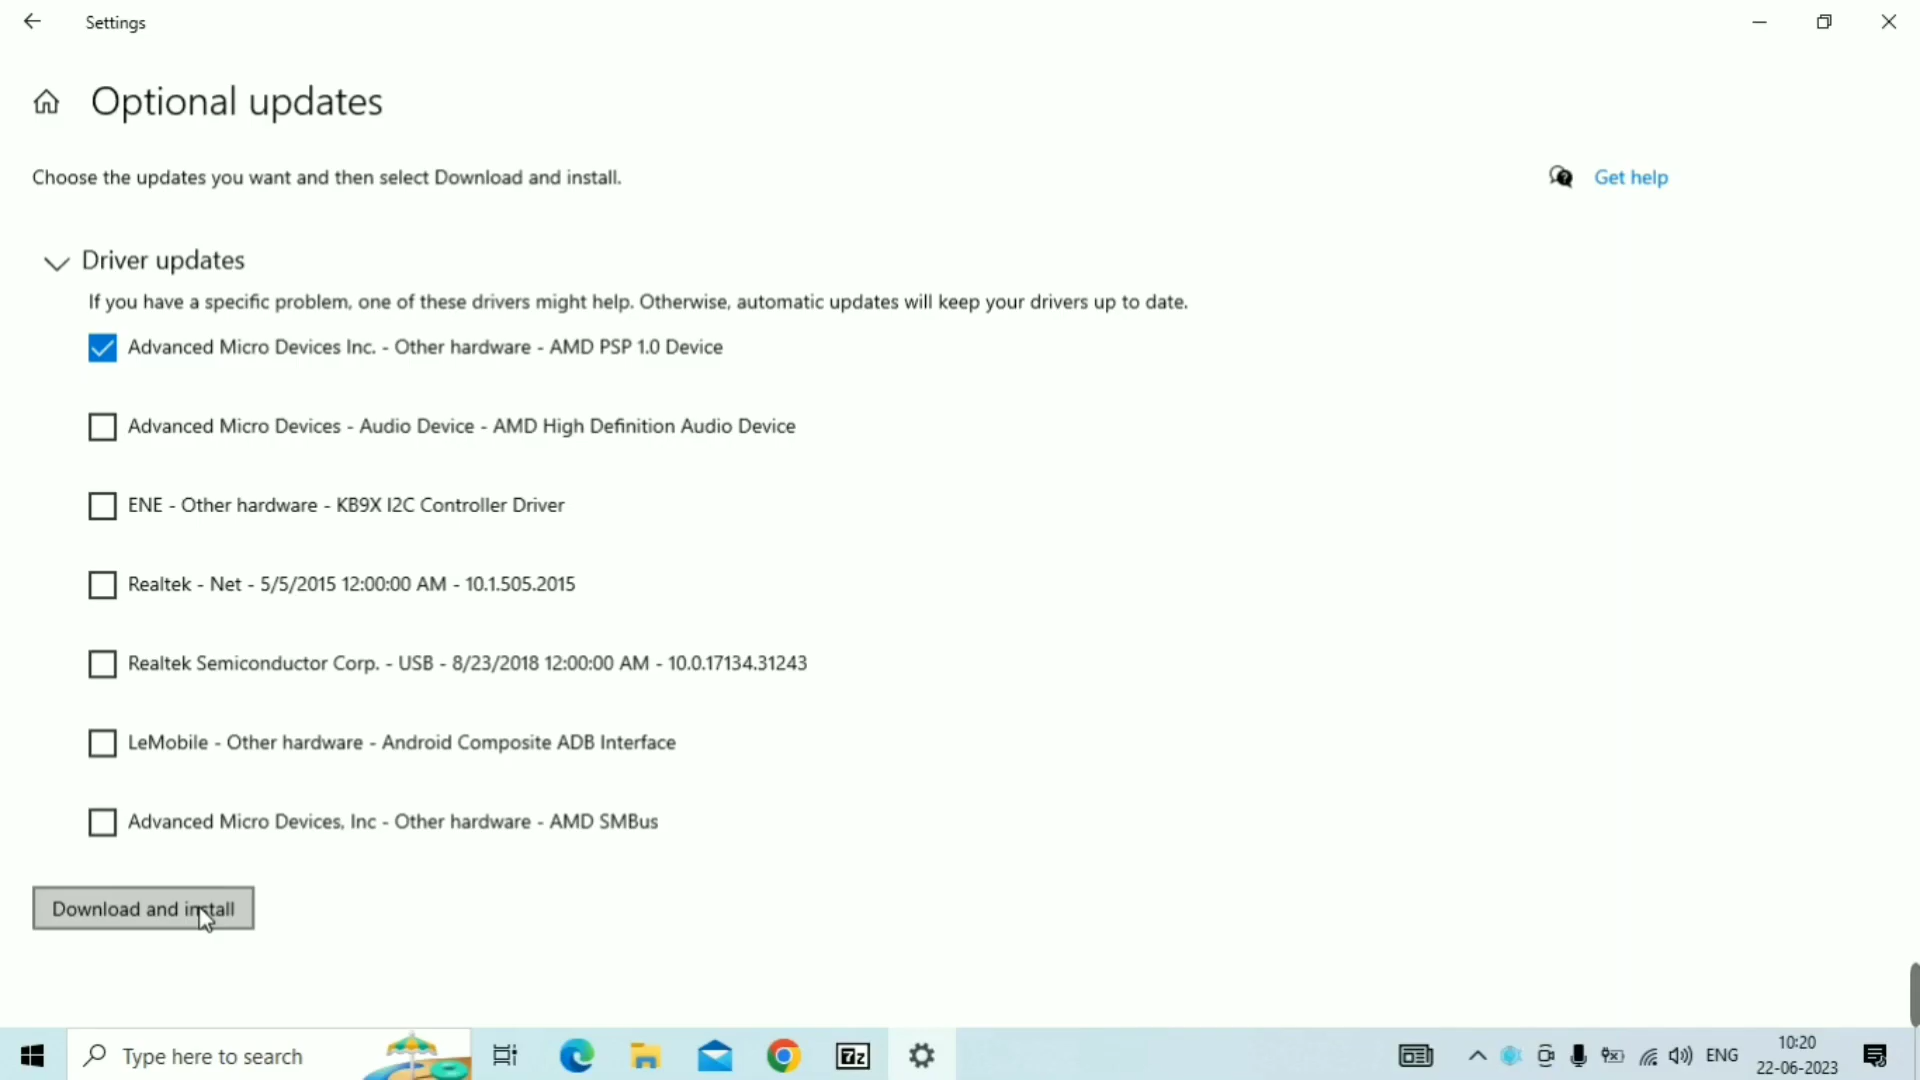 Settings
Optional updates
Choose the updates you want and then select Download and install.
Get help
Driver updates
If you have a specific problem, one of these drivers might help. Otherwise, automatic updates will keep your drivers up to date.
Advanced Micro Devices Inc. - Other hardware - AMD PSP 1.0 Device
Advanced Micro Devices - Audio Device - AMD High Definition Audio Device
ENE - Other hardware - KB9X I2C Controller Driver
Realtek - Net - 5/5/2015 12:00:00 AM - 10.1.505.2015
Realtek Semiconductor Corp. - USB - 8/23/2018 12:00:00 AM - 10.0.17134.31243
LeMobile - Other hardware - Android Composite ADB Interface
Advanced Micro Devices, Inc - Other hardware - AMD SMBus
Download and install
Type here to search
7z
ENG
10:20
22-06-2023